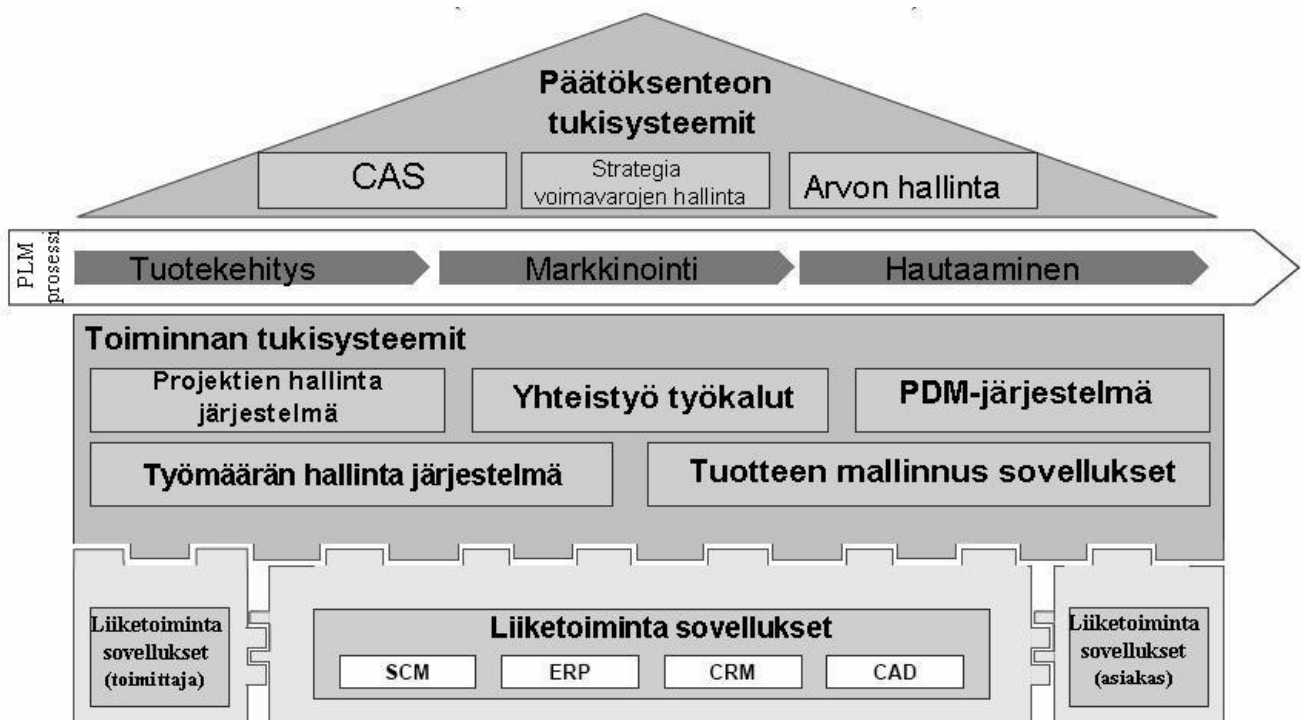 Päätöksenteon
tukisysteemit
CAS
Strategia
voimavarojen hallinta
Arvon hallinta
PLM
prosessi
Tuotekehitys
Markkinointi
Hautaaminen
Toiminnan tukisysteemit
Projektien hallinta
järjestelmä
Yhteistyö työkalut
PDM-järjestelmä
Työmäärän hallinta järjestelmä
Tuotteen mallinnus sovellukset
Liiketoiminta
sovellukset
(toimittaja)
Liiketoiminta sovellukset
SCM
ERP
CRM
CAD
Liiketoiminta
sovellukset
(asiakas)